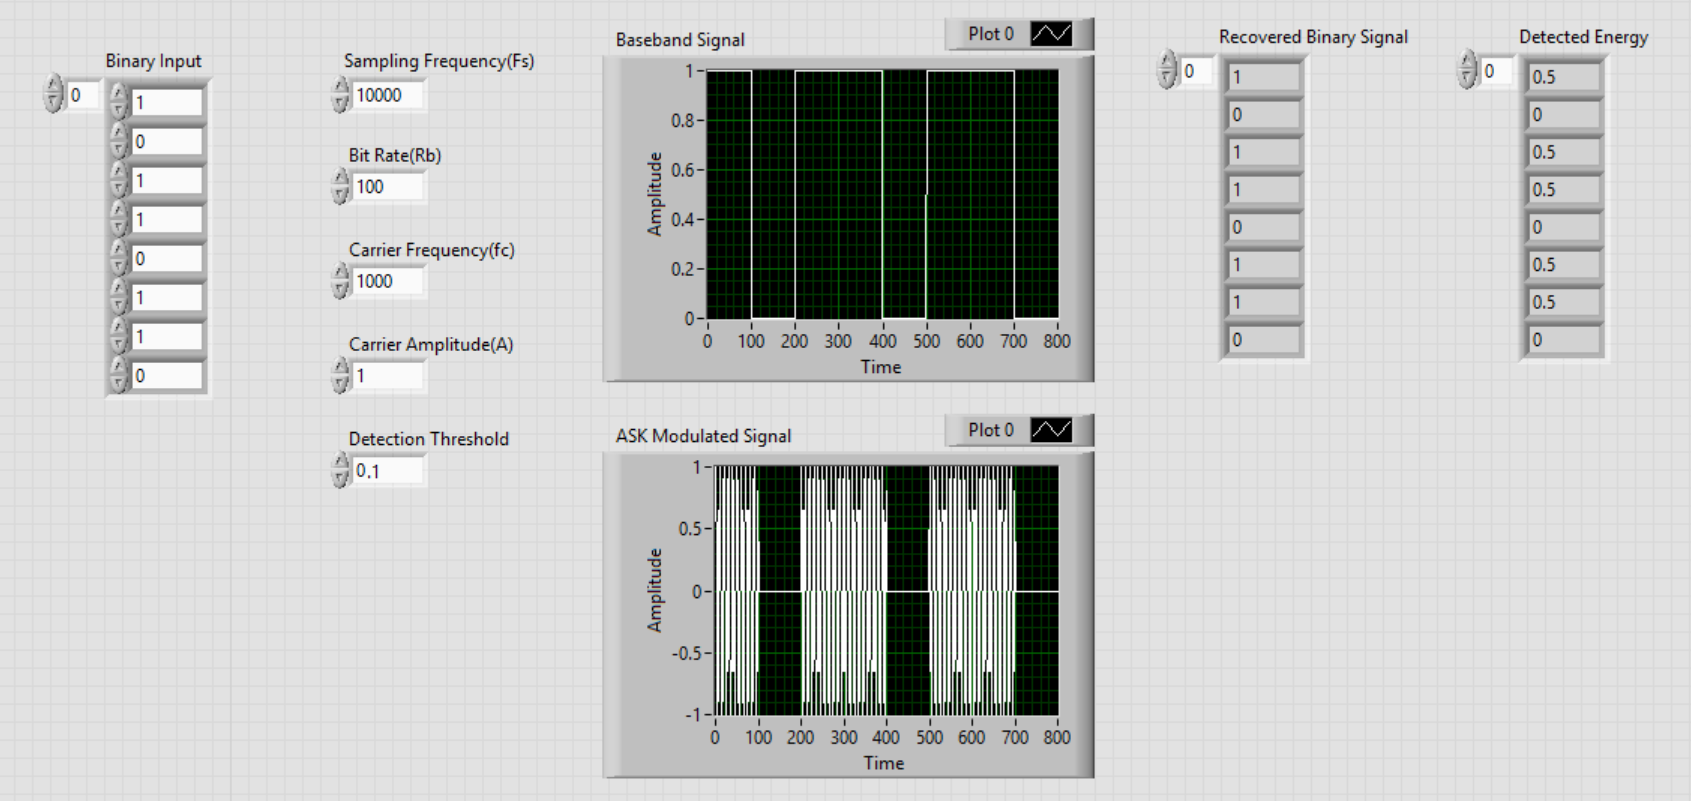 Binary Input
0
1
0
1
1
0
1
1
0
Sampling Frequency(Fs)
10000
Bit Rate(Rb)
100
Carrier Frequency(fc)
1000
Carrier Amplitude(A)
1
Detection Threshold
0.1
Baseband Signal
Plot 0
Amplitude
1
0.8
0.6
0.4
0.2
0
0 100 200 300 400 500 600 700 800
Time
ASK Modulated Signal
Plot 0
Amplitude
1
0.5
0
-0.5
-1
0 100 200 300 400 500 600 700 800
Time
Recovered Binary Signal
0
1
0
1
1
0
1
1
0
Detected Energy
0
0.5
0
0.5
0.5
0
0.5
0.5
0